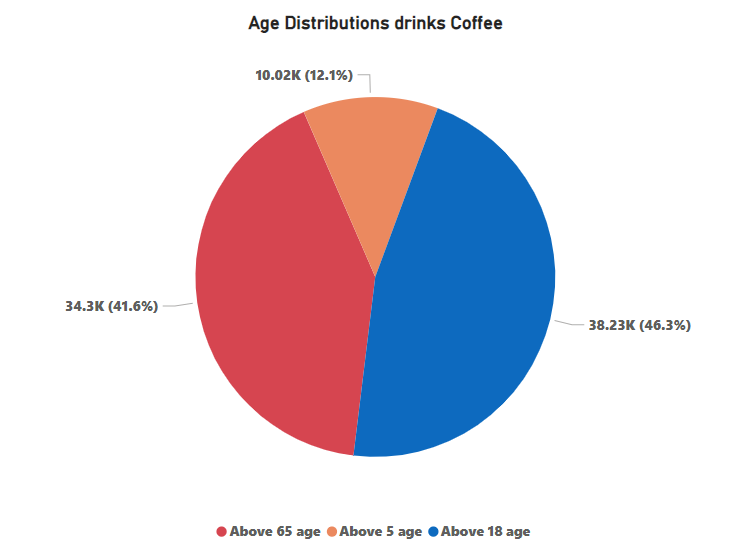 Age Distributions drinks Coffee
10.02K (12.1%)
34.3K (41.6%)
38.23K (46.3%)
Above 65 age Above 5 age Above 18 age